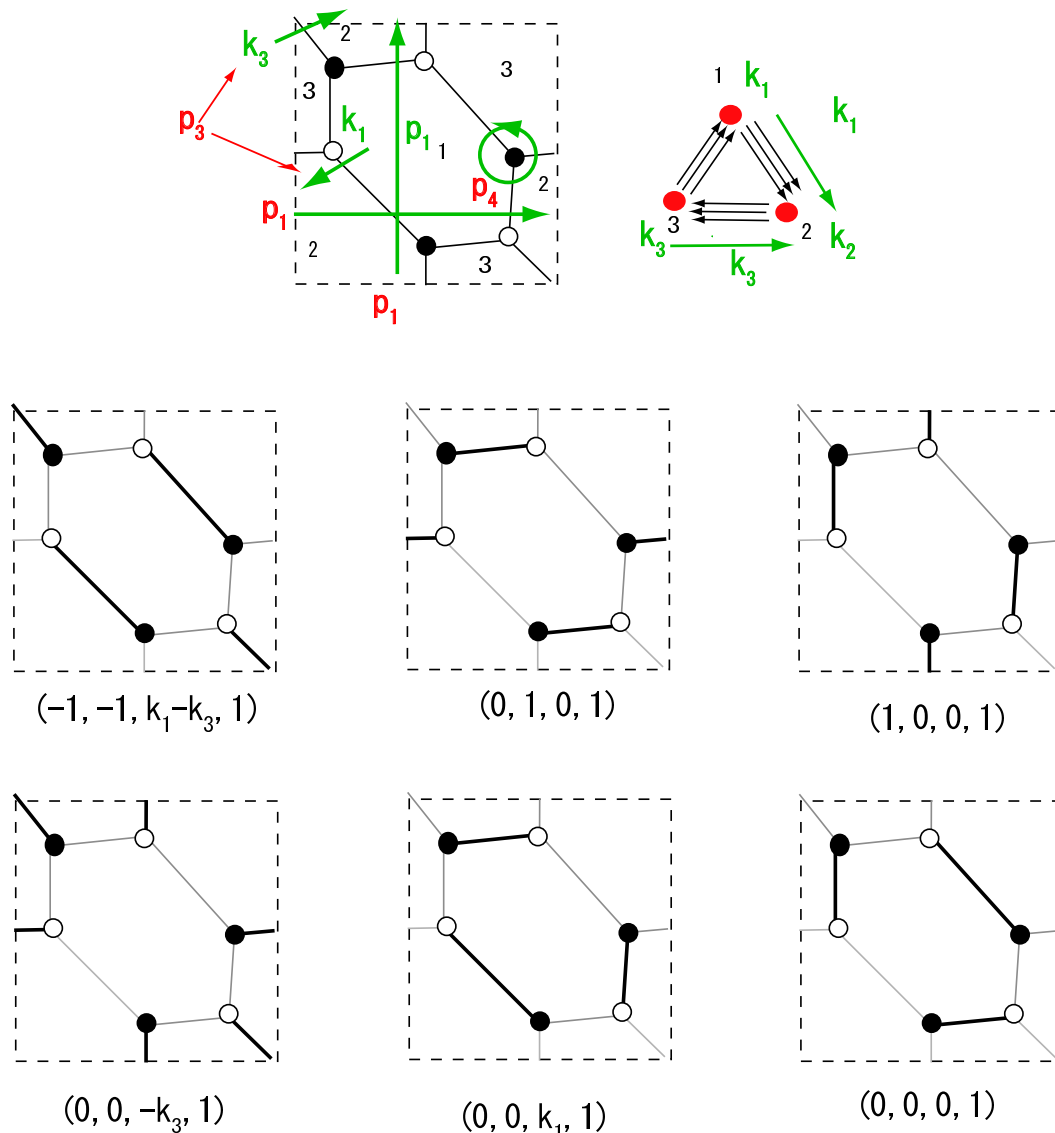 2
k₃
3
3
p₃
k₁
p₁
1
p₄
2
p₁
2
3
p₁
1
k₁
k₁
3
2
k₃
k₂
k₃
(-1, -1, k₁-k₃, 1)
(0, 1, 0, 1)
(1, 0, 0, 1)
(0, 0, -k₃, 1)
(0, 0, k₁, 1)
(0, 0, 0, 1)